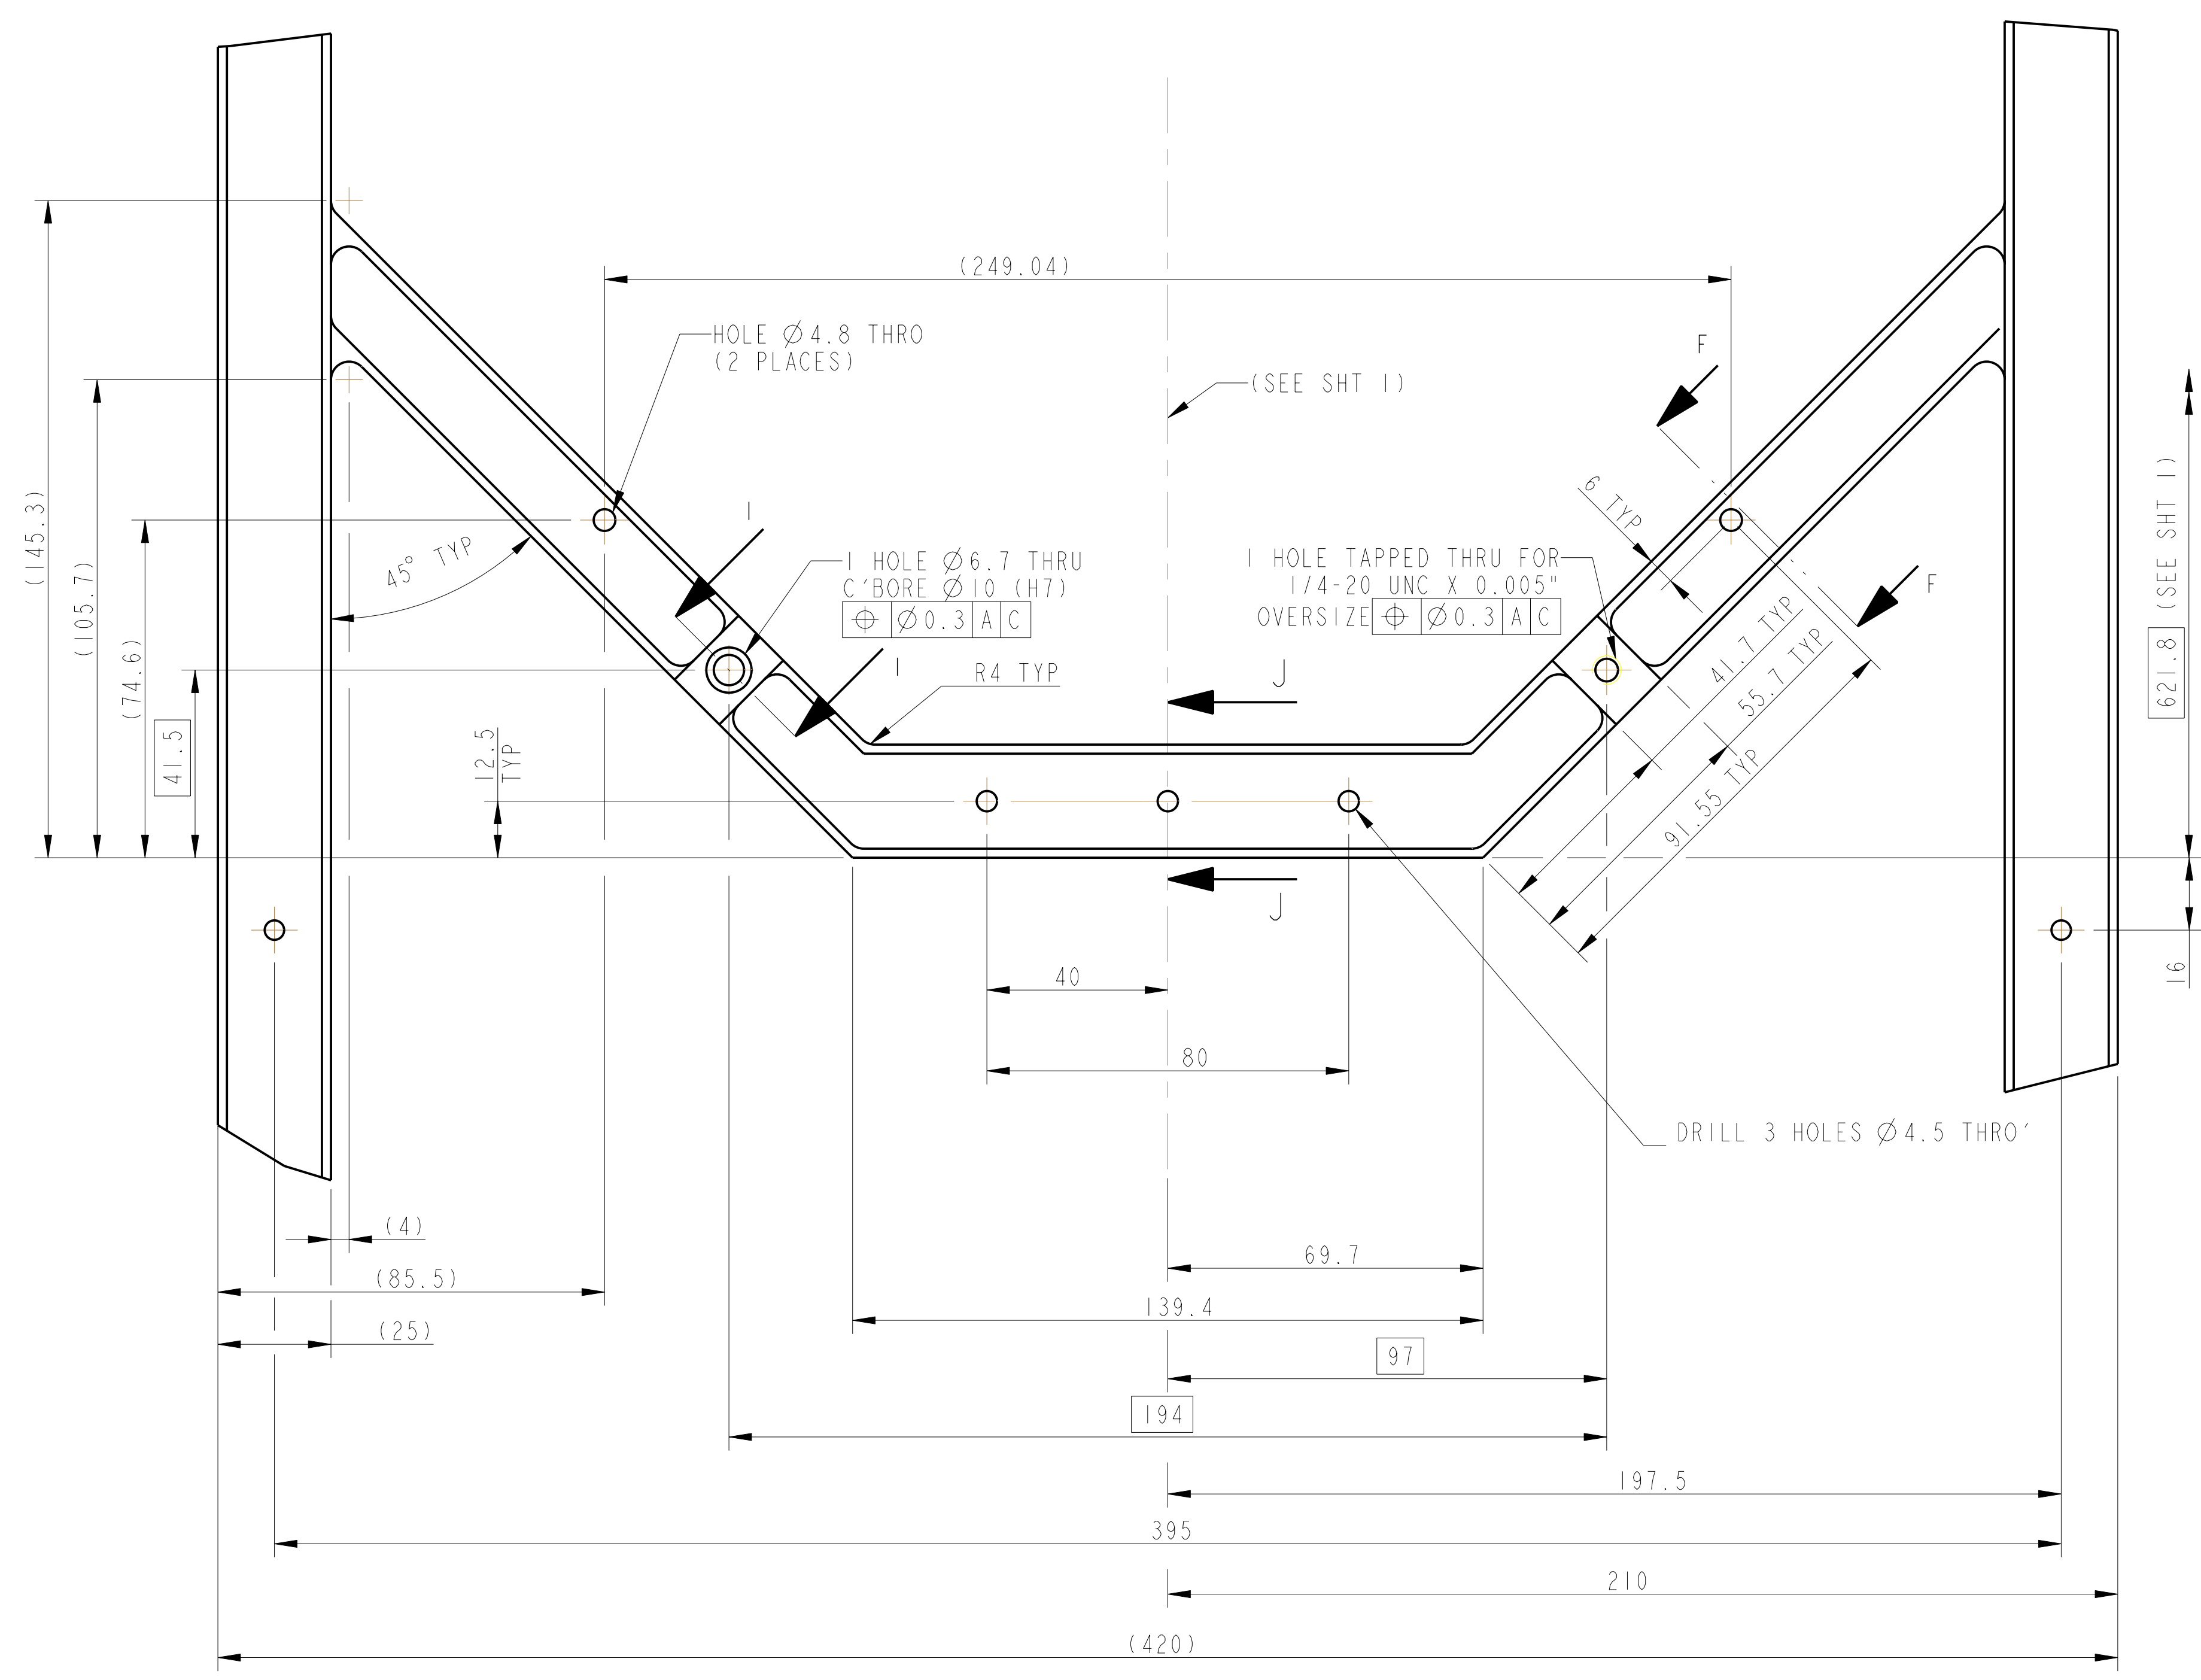 (249.04)
HOLE Ø4.8 THRO
(2 PLACES)
(SEE SHT 1)
F
6 TYP
(145.3)
(105.7)
(74.6)
41.5
45° TYP
I
1 HOLE Ø6.7 THRU
C'BORE Ø10 (H7)
⌖ Ø0.3 A C
I
R4 TYP
1 HOLE TAPPED THRU FOR
1/4-20 UNC X 0.005"
OVERSIZE ⌖ Ø0.3 A C
F
41.7 TYP
55.7 TYP
91.55 TYP
621.8 (SEE SHT 1)
J
12.5
TYP
J
16
40
80
DRILL 3 HOLES Ø4.5 THRO'
(4)
(85.5)
(25)
69.7
139.4
97
194
197.5
395
210
(420)